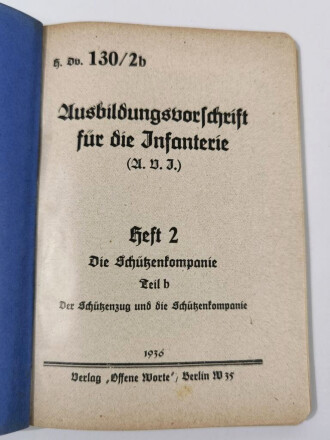 H. Dv. 130/2b
Ausbildungsvorschrift
für die Infanterie
(A. V. I.)
Heft 2
Die Schützenkompanie
Teil b
Der Schützenzug und die Schützenkompanie
1936
Verlag „Offene Worte“, Berlin W 35